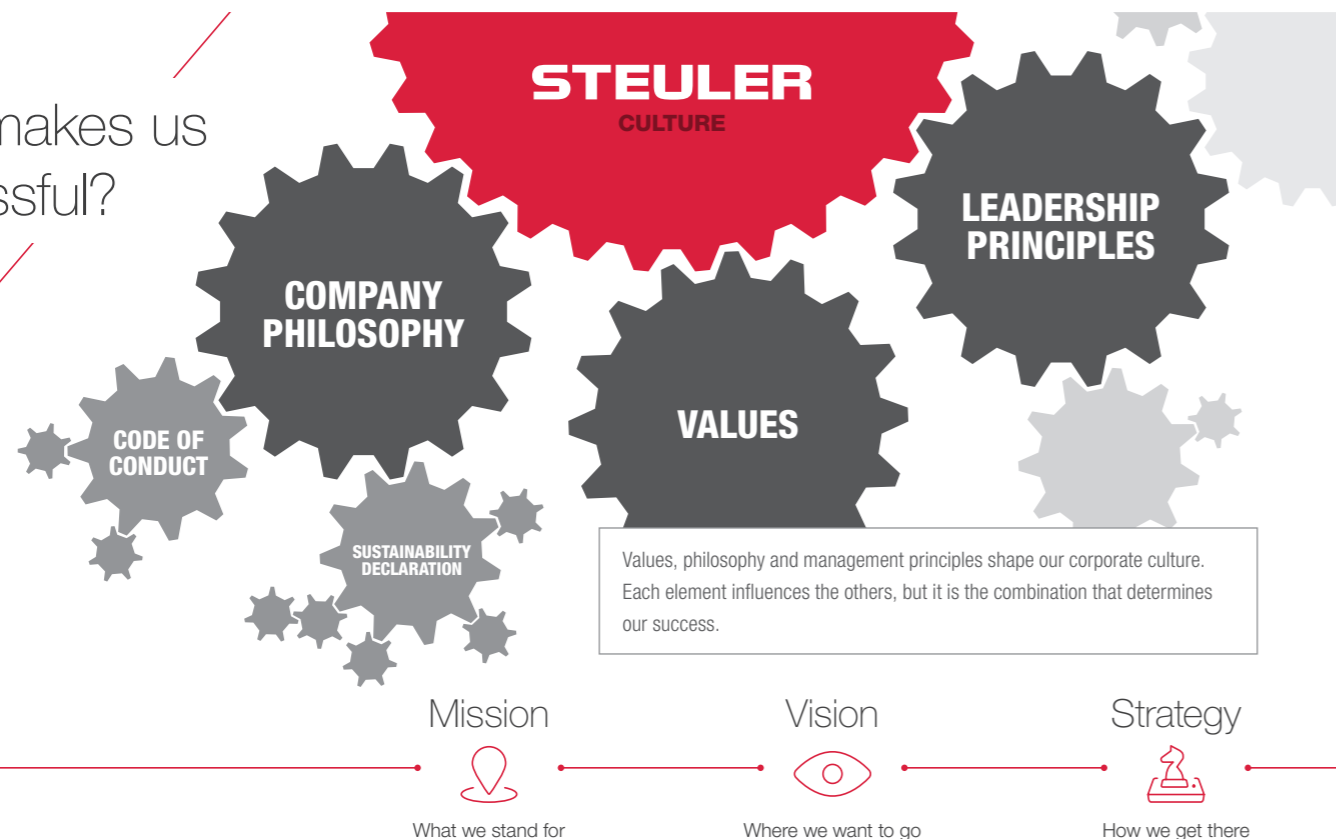 makes us
ssful?
STEULER
CULTURE
LEADERSHIP
PRINCIPLES
COMPANY
PHILOSOPHY
VALUES
CODE OF
CONDUCT
SUSTAINABILITY
DECLARATION
Values, philosophy and management principles shape our corporate culture.
Each element influences the others, but it is the combination that determines
our success.
Mission
Vision
Strategy
What we stand for
Where we want to go
How we get there